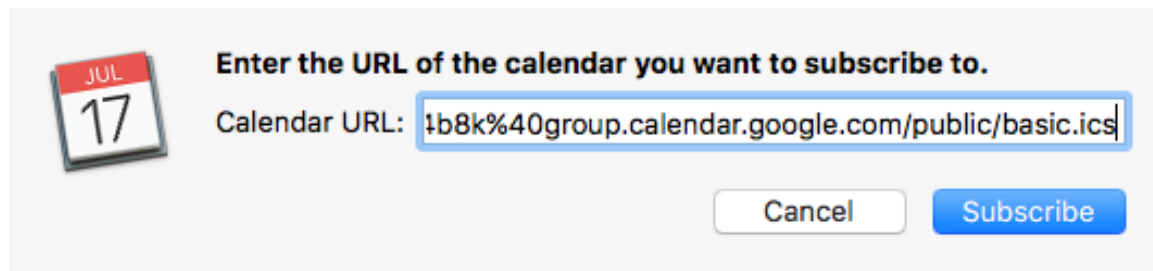 JUL
17
Enter the URL of the calendar you want to subscribe to.
Calendar URL: 4b8k%40group.calendar.google.com/public/basic.ics
Cancel Subscribe